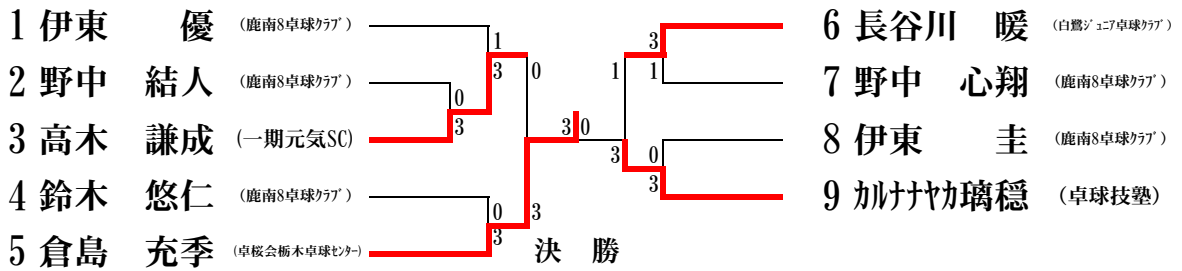 1 伊東　優 (鹿南8卓球ｸﾗﾌﾞ)
2 野中　結人 (鹿南8卓球ｸﾗﾌﾞ)
3 高木　謙成 (一期元気SC)
4 鈴木　悠仁 (鹿南8卓球ｸﾗﾌﾞ)
5 倉島　充季 (卓桜会栃木卓球ｾﾝﾀｰ)
1
3
0
3
0
3
0
3
3 0
決　勝
3
1
1
3
0
3
6 長谷川　暖 (白鷺ｼﾞｭﾆｱ卓球ｸﾗﾌﾞ)
7 野中　心翔 (鹿南8卓球ｸﾗﾌﾞ)
8 伊東　圭 (鹿南8卓球ｸﾗﾌﾞ)
9 ｶﾙﾅﾅﾔｶ璃穏 (卓球技塾)